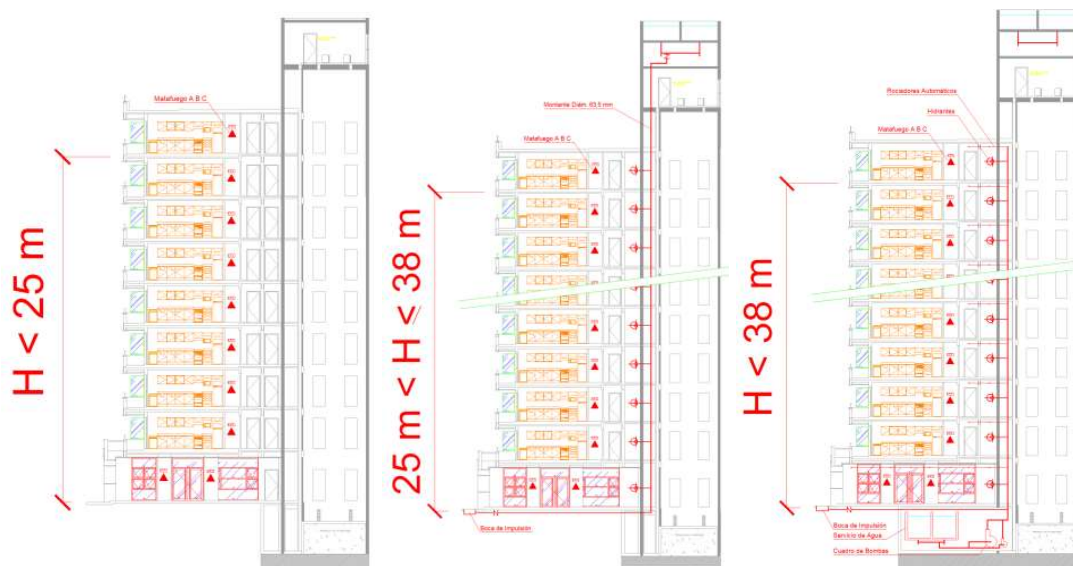 H < 25 m
Matafuego A B C
25 m < H < 38 m
Montante Diám. 63,5 mm
Matafuego A B C
Boca de Impulsión
H < 38 m
Rociadores Automáticos
Hidrantes
Matafuego A B C
Boca de Impulsión
Servicio de Agua
Cuadro de Bombas